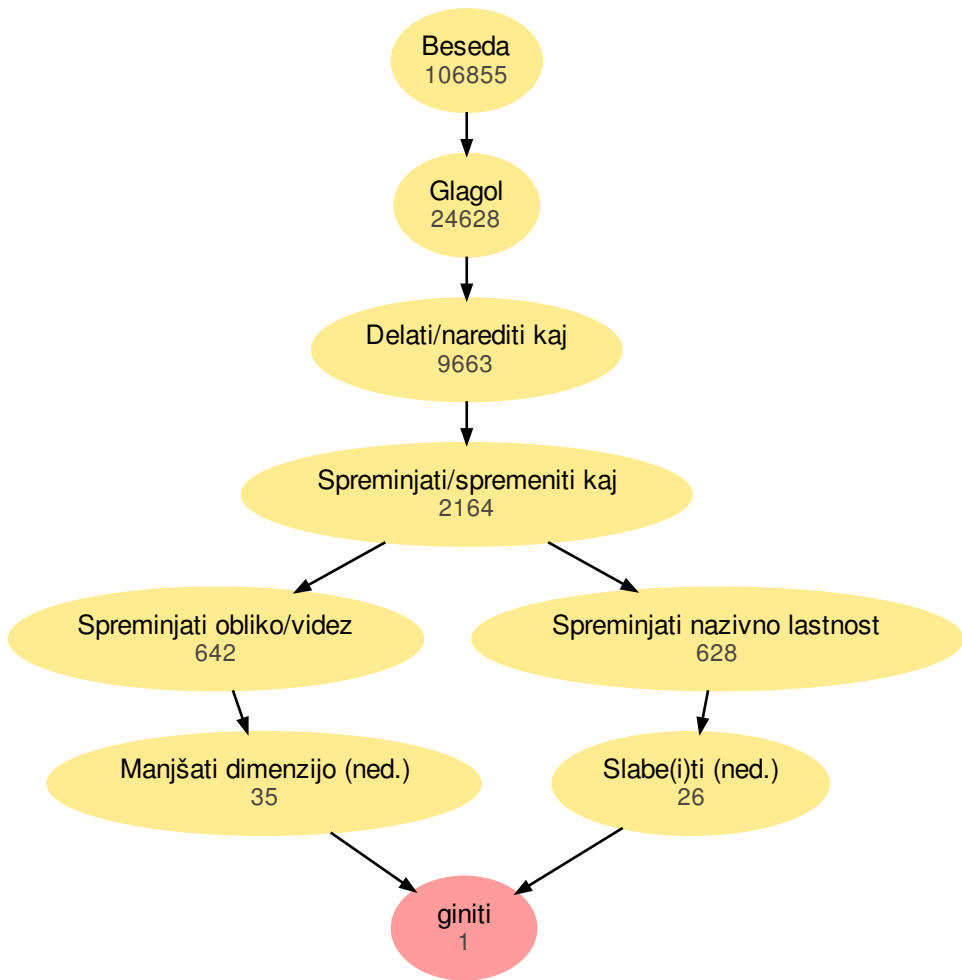 Beseda
106855
Glagol
24628
Delati/narediti kaj
9663
Spreminjati/spremeniti kaj
2164
Spreminjati obliko/videz
642
Spreminjati nazivno lastnost
628
Manjšati dimenzijo (ned.)
35
Slabe(i)ti (ned.)
26
giniti
1